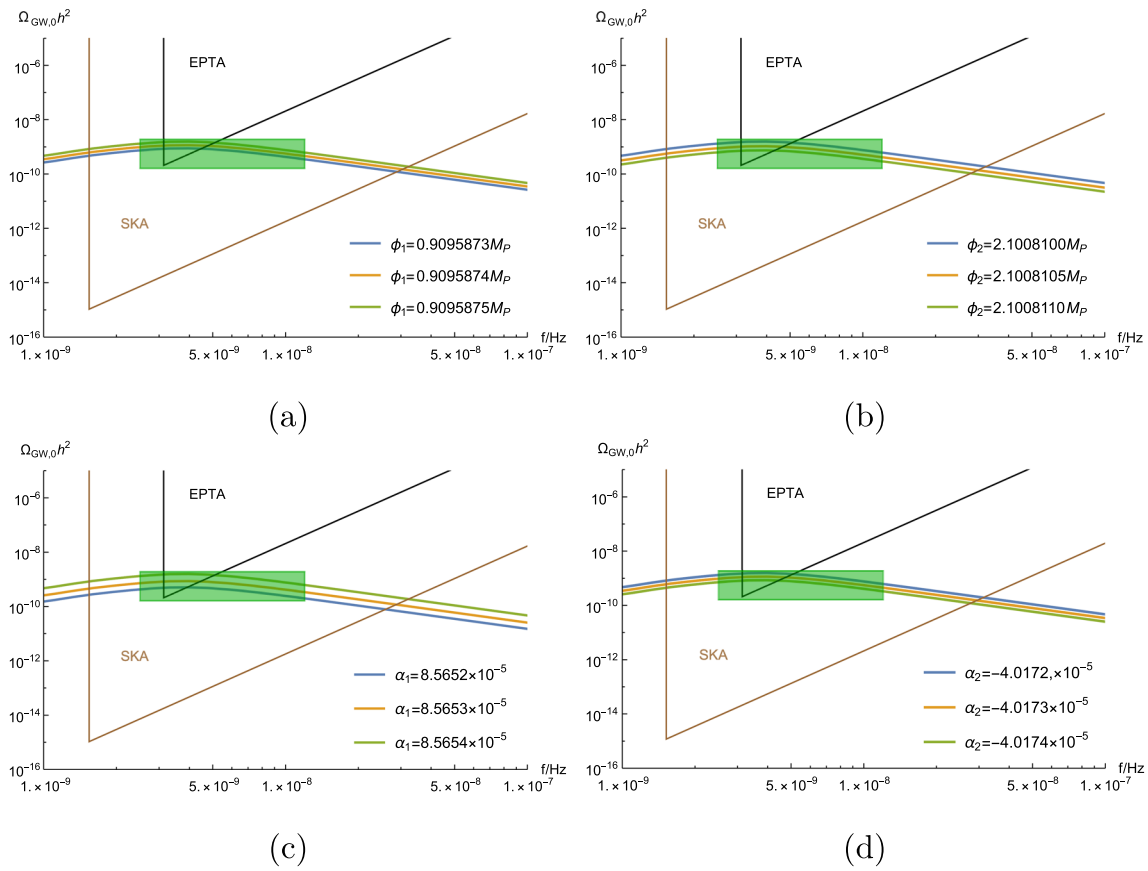 Ω_GW,0 h²
10⁻⁶
10⁻⁸
10⁻¹⁰
10⁻¹²
10⁻¹⁴
10⁻¹⁶
EPTA
SKA
ϕ₁=0.9095873M_P
ϕ₁=0.9095874M_P
ϕ₁=0.9095875M_P
f/Hz
1.×10⁻⁹
5.×10⁻⁹
1.×10⁻⁸
5.×10⁻⁸
1.×10⁻⁷
(a)
Ω_GW,0 h²
10⁻⁶
10⁻⁸
10⁻¹⁰
10⁻¹²
10⁻¹⁴
10⁻¹⁶
EPTA
SKA
ϕ₂=2.1008100M_P
ϕ₂=2.1008105M_P
ϕ₂=2.1008110M_P
f/Hz
1.×10⁻⁹
5.×10⁻⁹
1.×10⁻⁸
5.×10⁻⁸
1.×10⁻⁷
(b)
Ω_GW,0 h²
10⁻⁶
10⁻⁸
10⁻¹⁰
10⁻¹²
10⁻¹⁴
10⁻¹⁶
EPTA
SKA
α₁=8.5652×10⁻⁵
α₁=8.5653×10⁻⁵
α₁=8.5654×10⁻⁵
f/Hz
1.×10⁻⁹
5.×10⁻⁹
1.×10⁻⁸
5.×10⁻⁸
1.×10⁻⁷
(c)
Ω_GW,0 h²
10⁻⁶
10⁻⁸
10⁻¹⁰
10⁻¹²
10⁻¹⁴
10⁻¹⁶
EPTA
SKA
α₂=−4.0172,×10⁻⁵
α₂=−4.0173×10⁻⁵
α₂=−4.0174×10⁻⁵
f/Hz
1.×10⁻⁹
5.×10⁻⁹
1.×10⁻⁸
5.×10⁻⁸
1.×10⁻⁷
(d)